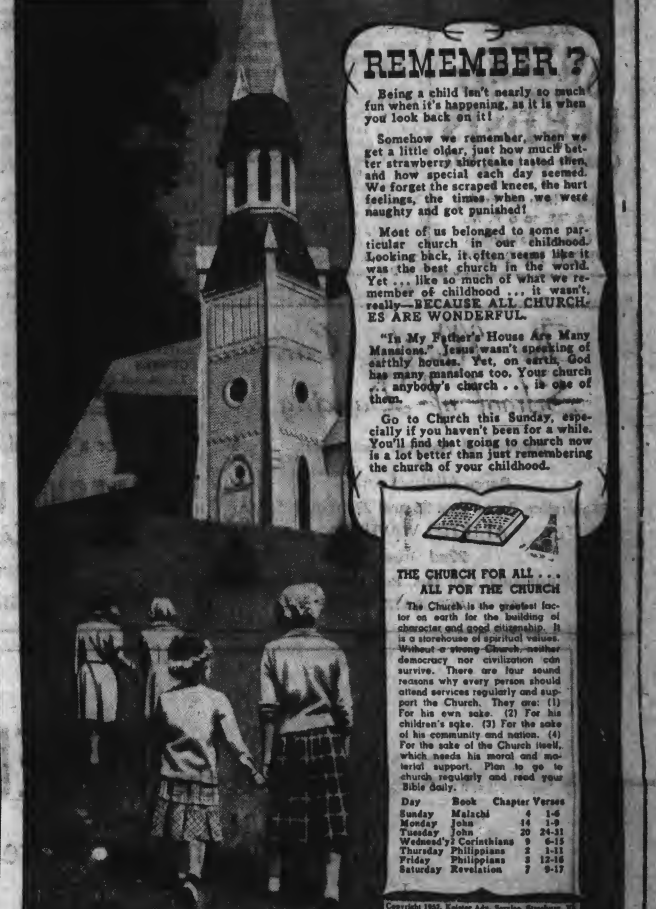 REMEMBER?
Being a child isn't nearly so much
fun when it's happening, as it is when
you look back on it!
Somehow we remember, when we
get a little older, just how much bet-
ter strawberry shortcake tasted then,
and how special each day seemed.
We forget the scraped knees, the hurt
feelings, the times when we were
naughty and got punished!
Most of us belonged to some par-
ticular church in our childhood.
Looking back, it often seems like it
was the best church in the world.
Yet ... like so much of what we re-
member of childhood ... it wasn't,
really—BECAUSE ALL CHURCH-
ES ARE WONDERFUL.
"In My Father's House Are Many
Mansions." Jesus wasn't speaking of
earthly houses. Yet, on earth, God
has many mansions too. Your church
... anybody's church ... is one of
them.
Go to Church this Sunday, espe-
cially if you haven't been for a while.
You'll find that going to church now
is a lot better than just remembering
the church of your childhood.
THE CHURCH FOR ALL ...
ALL FOR THE CHURCH
The Church is the greatest fac-
tor on earth for the building of
character and good citizenship. It
is a storehouse of spiritual values.
Without a strong Church, neither
democracy nor civilization can
survive. There are four sound
reasons why every person should
attend services regularly and sup-
port the Church. They are: (1)
For his own sake. (2) For his
children's sake. (3) For the sake
of his community and nation. (4)
For the sake of the Church itself,
which needs his moral and ma-
terial support. Plan to go to
church regularly and read your
Bible daily.
Day Book Chapter Verses
Sunday Malachi 4 1-6
Monday John 14 1-9
Tuesday John 20 24-31
Wednesd'y 2 Corinthians 9 6-15
Thursday Philippians 2 1-11
Friday Philippians 3 12-16
Saturday Revelation 7 9-17
Copyright 1953, Keister Adv. Service, Strasburg, Va.